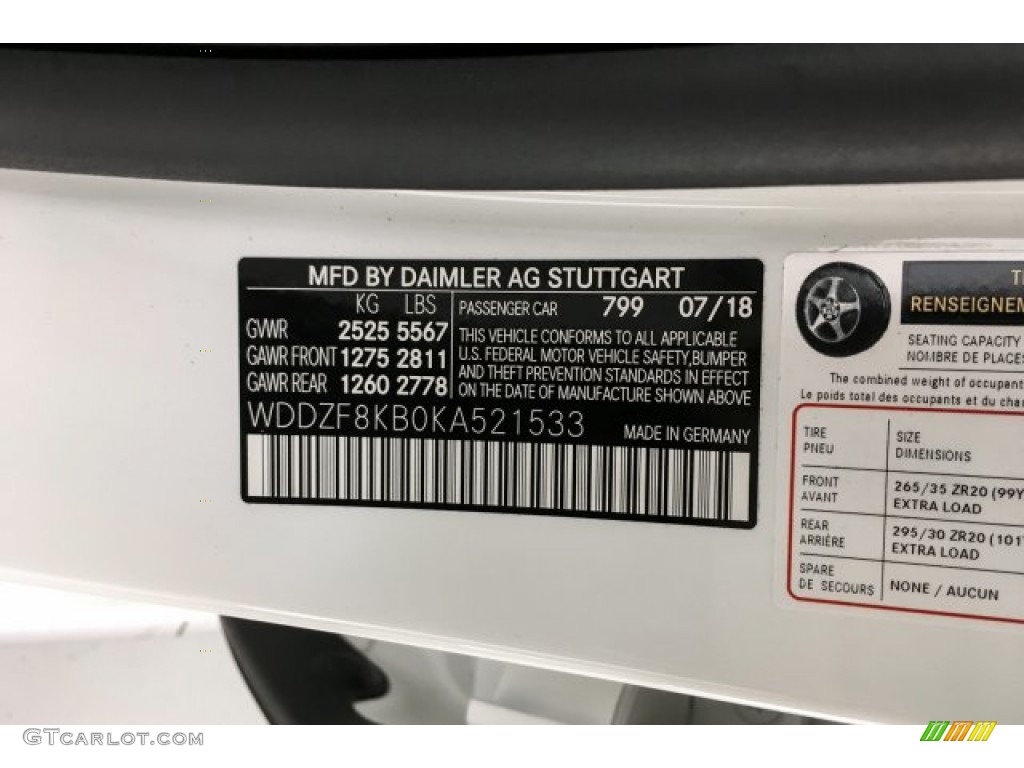 MFD BY DAIMLER AG STUTTGART
KG LBS
GVWR 2525 5567
GAWR FRONT 1275 2811
GAWR REAR 1260 2778
PASSENGER CAR 799 07/18
THIS VEHICLE CONFORMS TO ALL APPLICABLE
U.S. FEDERAL MOTOR VEHICLE SAFETY, BUMPER
AND THEFT PREVENTION STANDARDS IN EFFECT
ON THE DATE OF MANUFACTURE SHOWN ABOVE
WDDZF8KB0KA521533
MADE IN GERMANY
RENSEIGNEM
SEATING CAPACITY
NOMBRE DE PLACES
The combined weight of occupant
Le poids total des occupants et du char
TIRE SIZE
PNEU DIMENSIONS
FRONT 265/35 ZR20 (99Y
AVANT EXTRA LOAD
REAR 295/30 ZR20 (101
ARRIÈRE EXTRA LOAD
SPARE NONE / AUCUN
DE SECOURS
GTCarlot.com